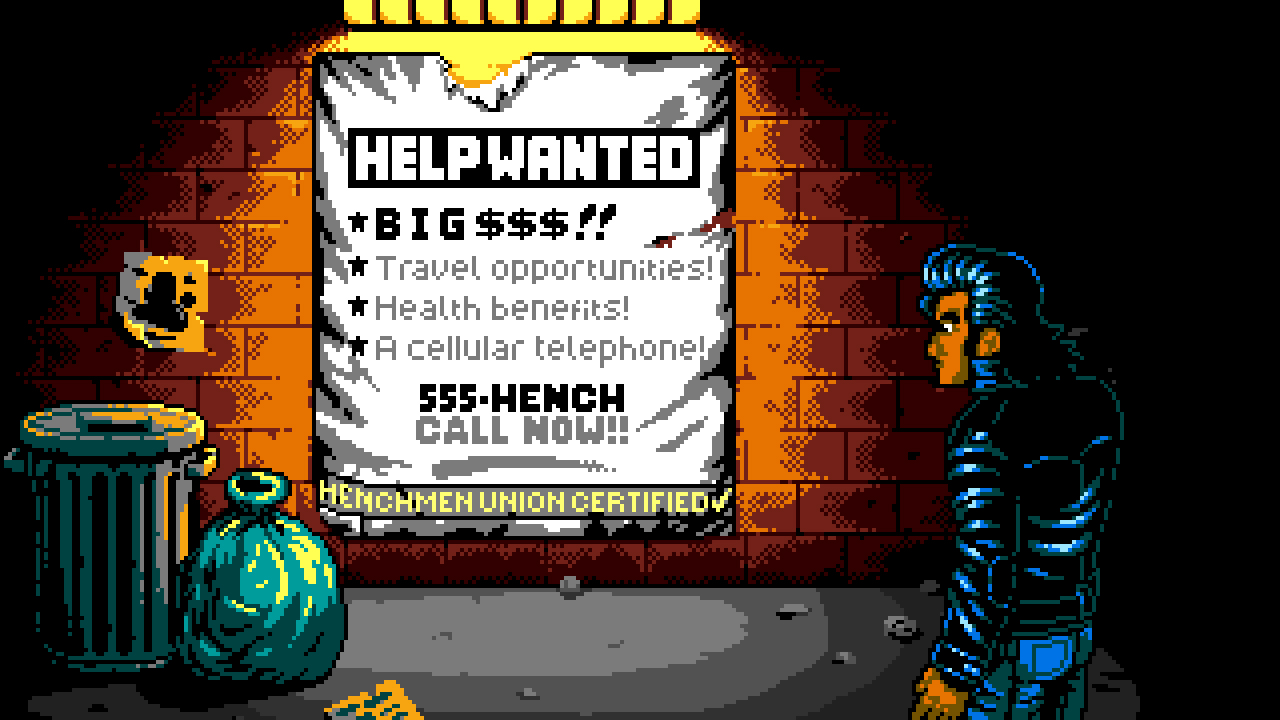 HELP WANTED
★ BIG $$$!!
★ Travel opportunities!
★ Health benefits!
★ A cellular telephone!
555-HENCH
CALL NOW!!
HENCHMEN UNION CERTIFIED✓